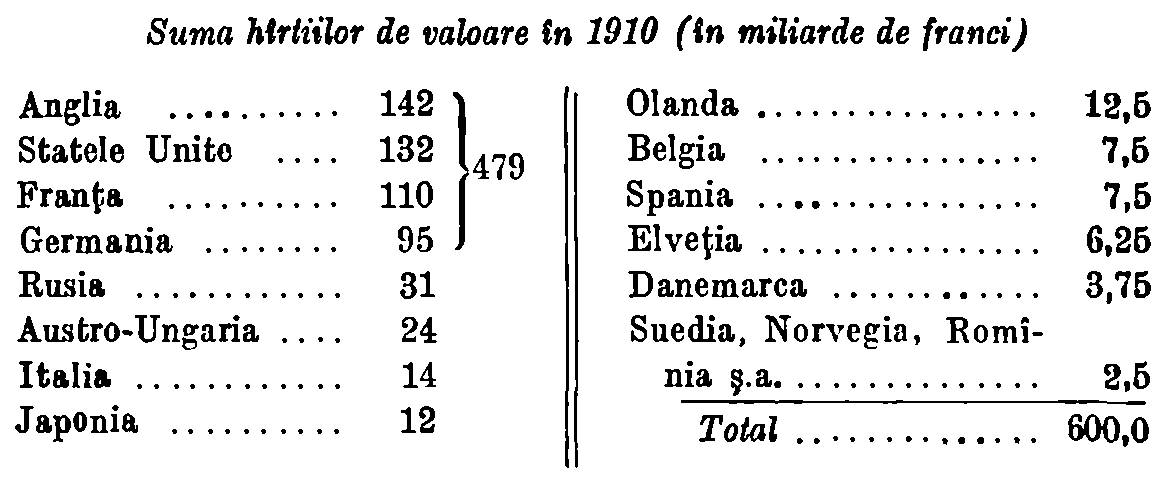 Suma hîrtiilor de valoare în 1910 (în miliarde de franci)
Anglia .......... 142
Statele Unite .... 132
Franţa .......... 110
Germania ........ 95
479
Rusia ............ 31
Austro-Ungaria .... 24
Italia ............ 14
Japonia .......... 12
Olanda ................ 12,5
Belgia ................ 7,5
Spania ................ 7,5
Elveţia ................ 6,25
Danemarca ............ 3,75
Suedia, Norvegia, Romî-
nia ş.a. .............. 2,5
Total .............. 600,0